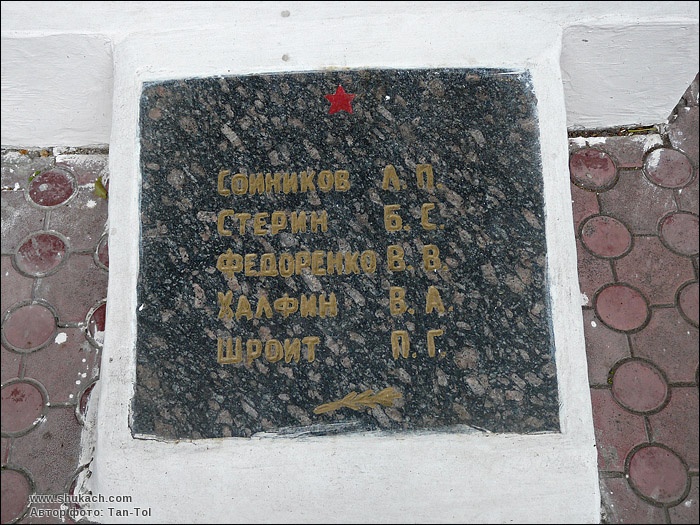 Сойников Л. П.
Стерин Б. С.
Федоренко В. В.
Халфин В. А.
Шройт П. Г.
www.shukach.com
Автор фото: Tan-Tol